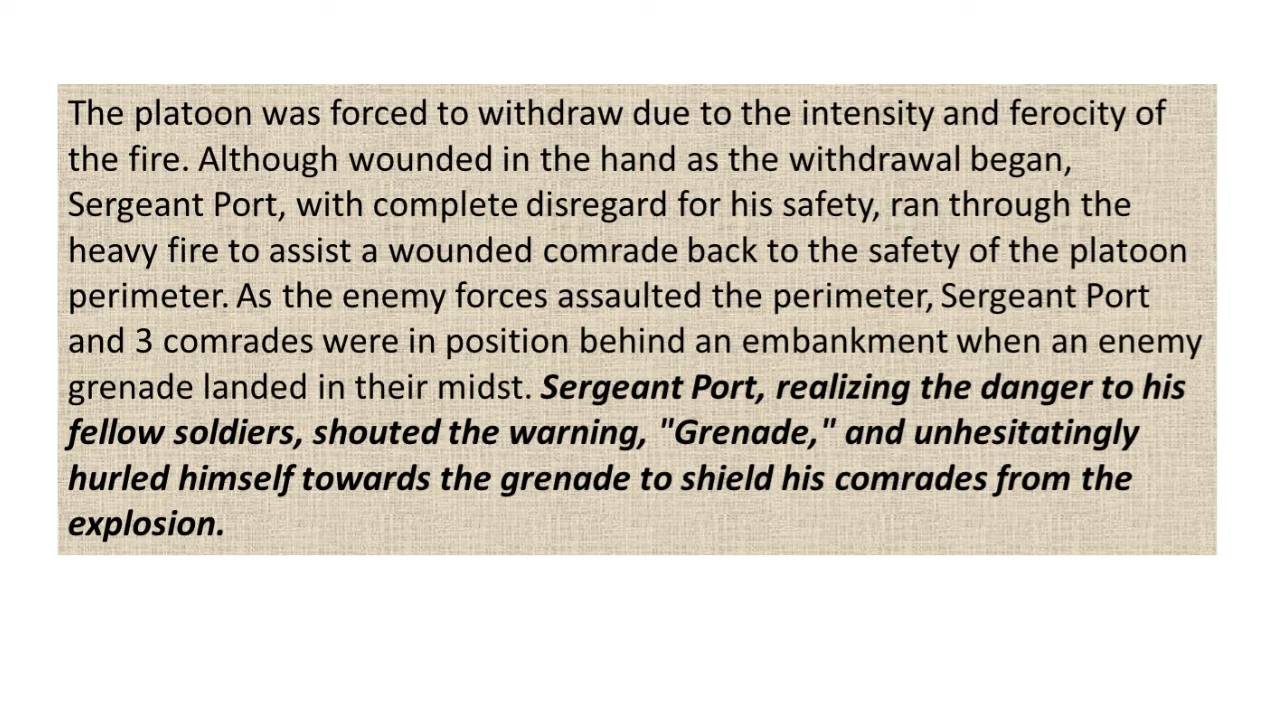 The platoon was forced to withdraw due to the intensity and ferocity of
the fire. Although wounded in the hand as the withdrawal began,
Sergeant Port, with complete disregard for his safety, ran through the
heavy fire to assist a wounded comrade back to the safety of the platoon
perimeter. As the enemy forces assaulted the perimeter, Sergeant Port
and 3 comrades were in position behind an embankment when an enemy
grenade landed in their midst. Sergeant Port, realizing the danger to his
fellow soldiers, shouted the warning, "Grenade," and unhesitatingly
hurled himself towards the grenade to shield his comrades from the
explosion.